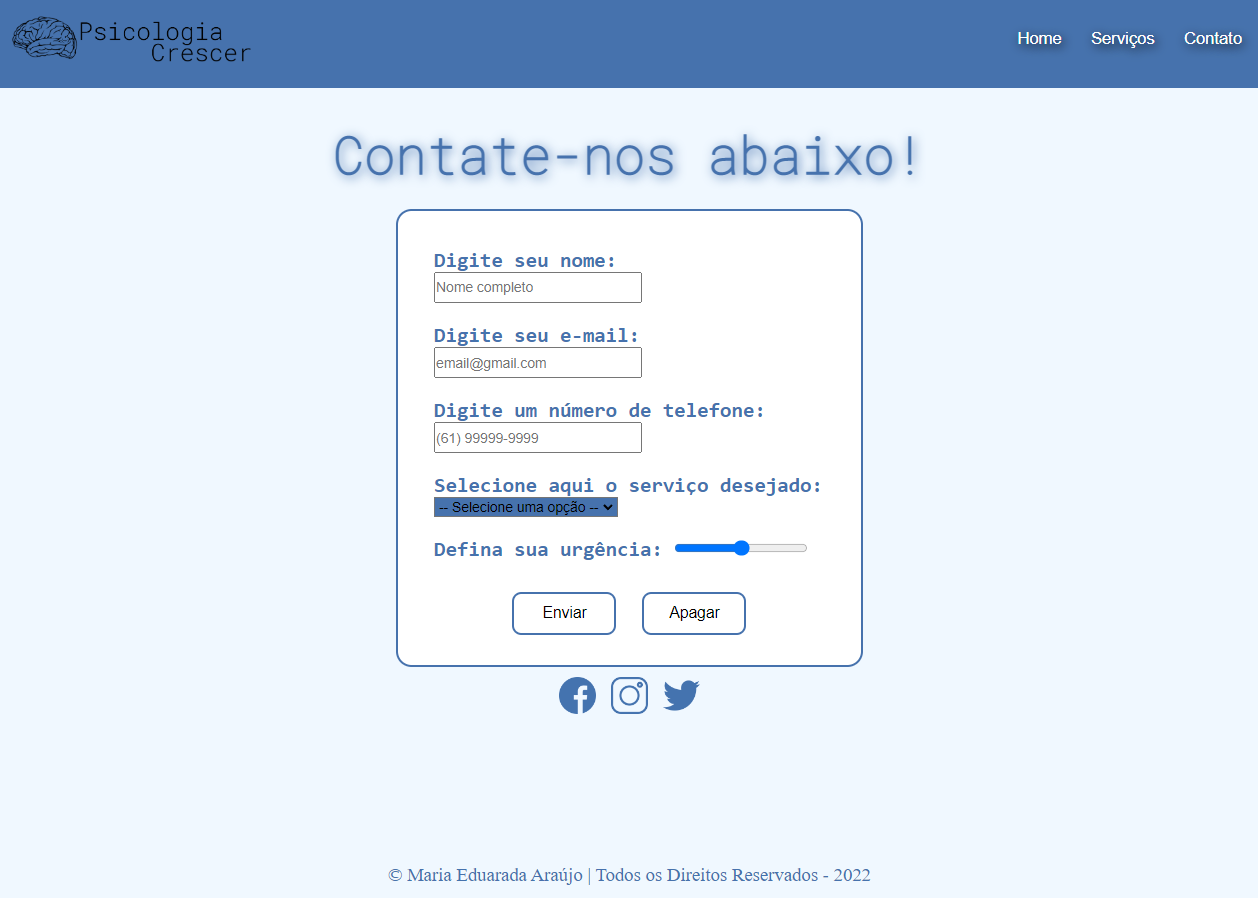 Psicologia
Crescer
Home Serviços Contato
Contate-nos abaixo!
Digite seu nome:
Nome completo
Digite seu e-mail:
email@gmail.com
Digite um número de telefone:
(61) 99999-9999
Selecione aqui o serviço desejado:
-- Selecione uma opção --
Defina sua urgência:
Enviar Apagar
© Maria Eduarada Araújo | Todos os Direitos Reservados - 2022